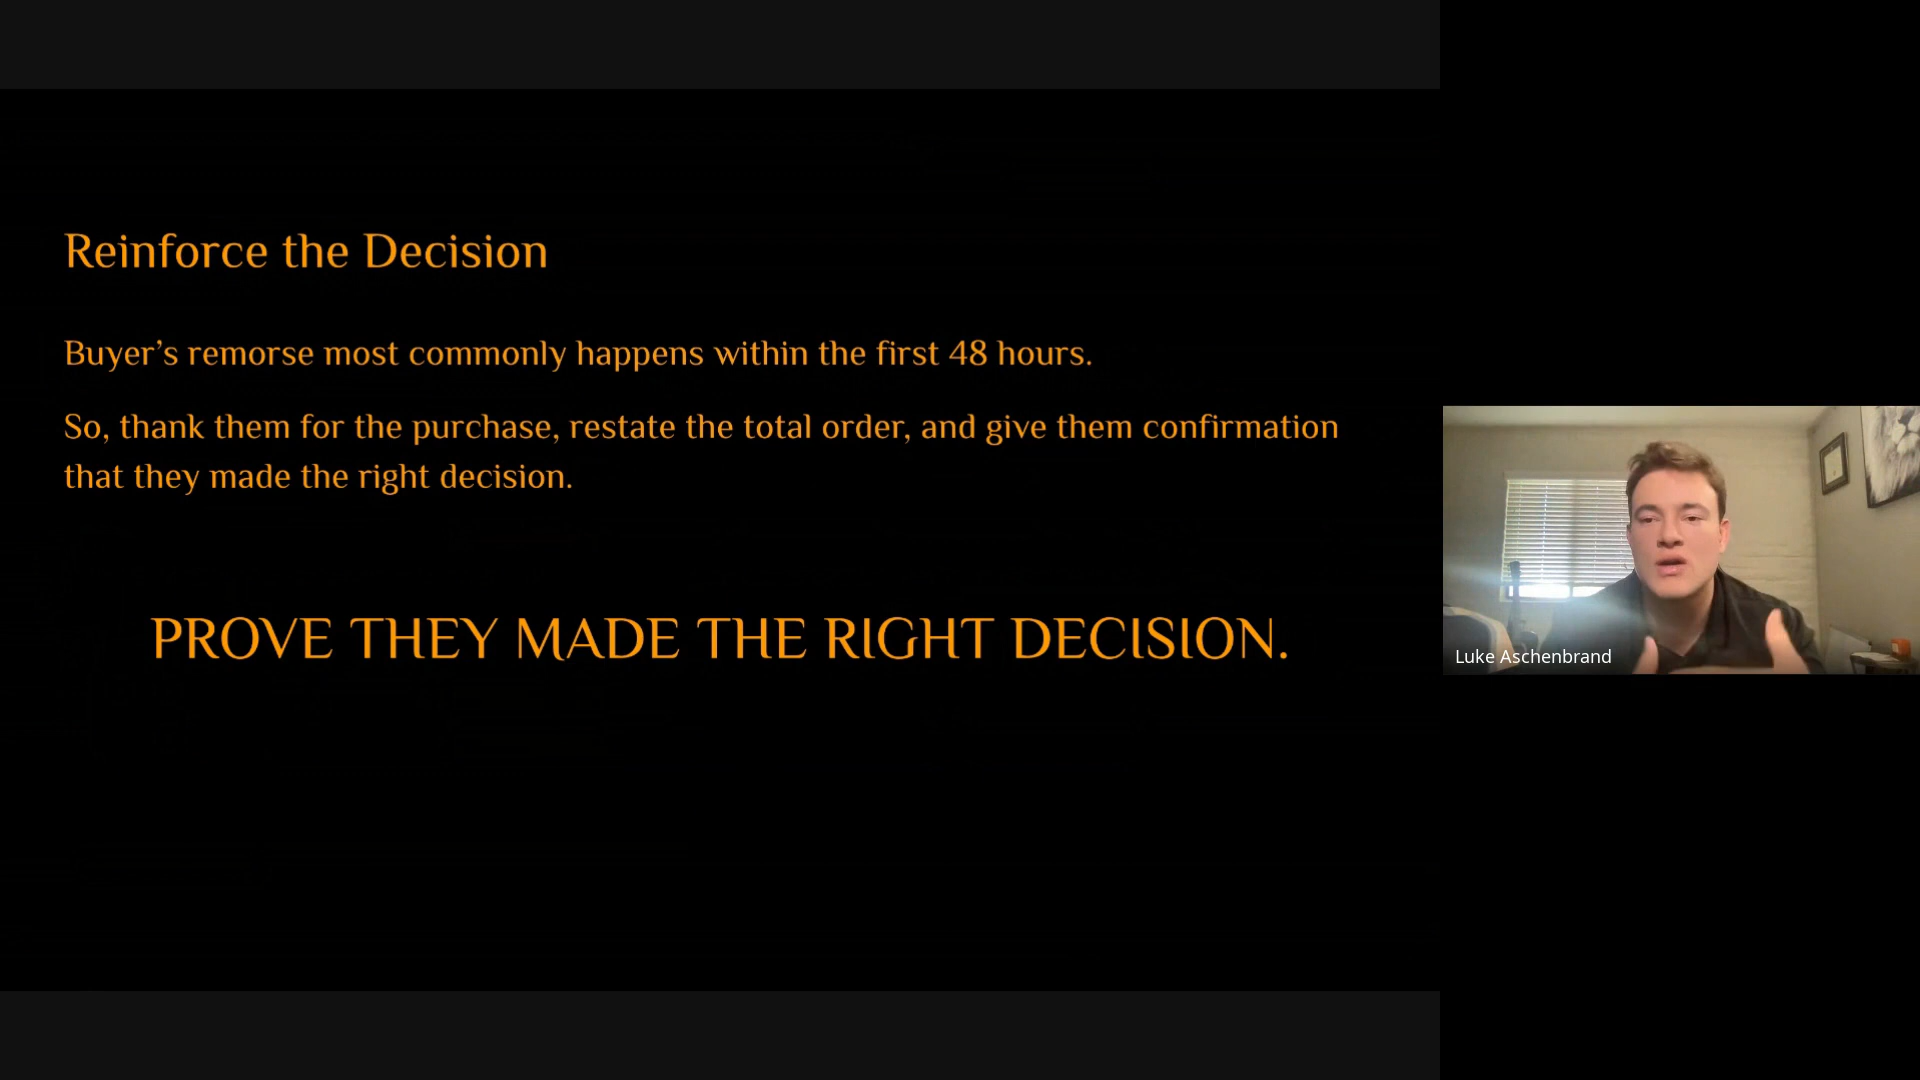 Reinforce the Decision
Buyer’s remorse most commonly happens within the first 48 hours.
So, thank them for the purchase, restate the total order, and give them confirmation
that they made the right decision.
PROVE THEY MADE THE RIGHT DECISION.
Luke Aschenbrand